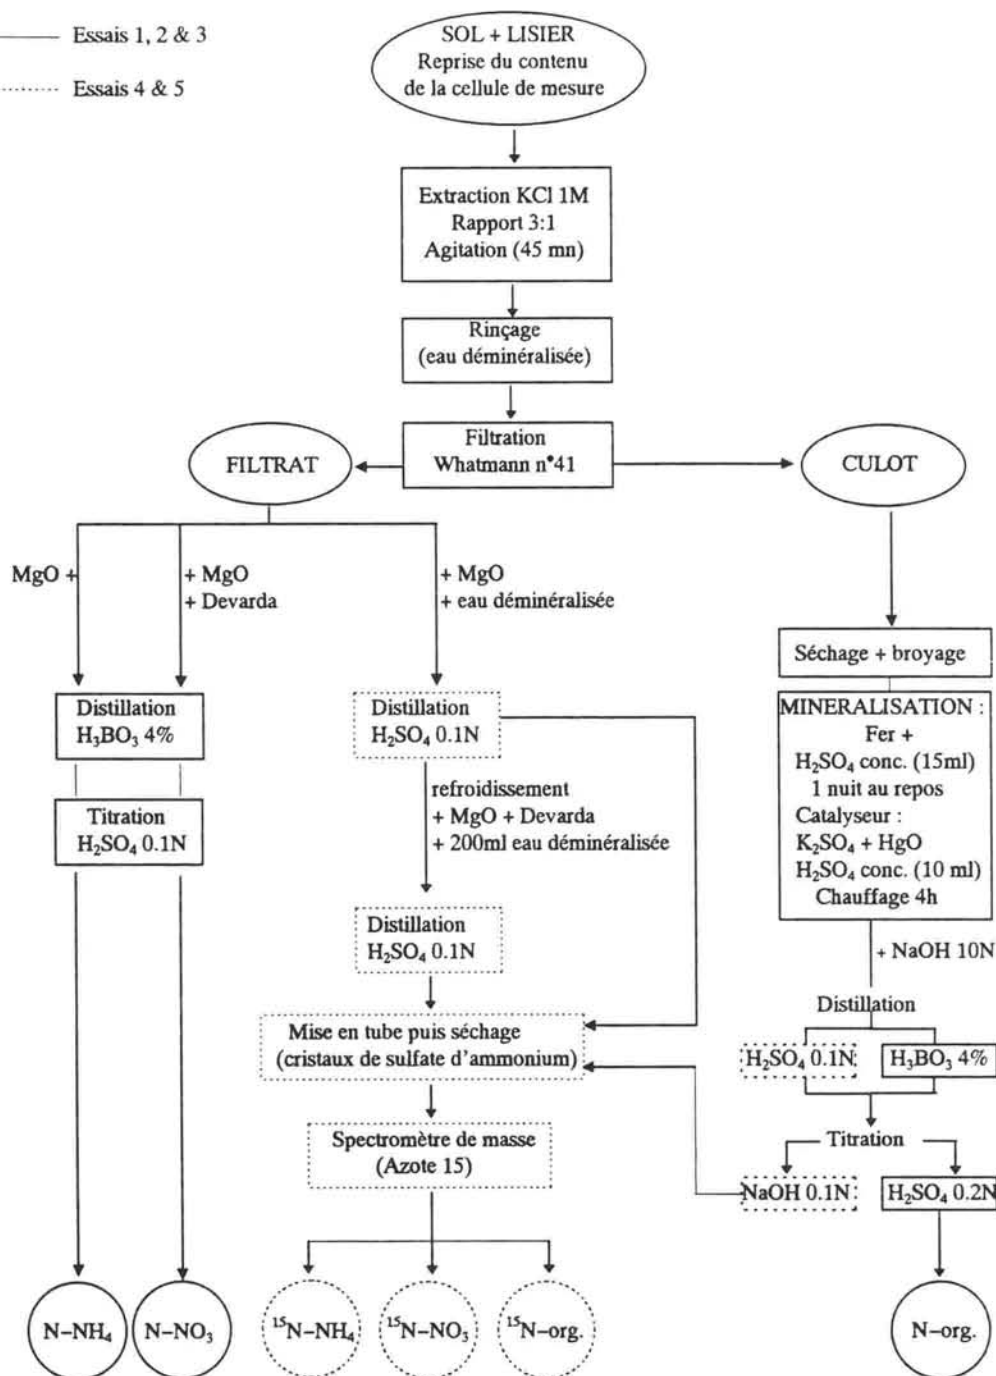 Essais 1, 2 & 3
Essais 4 & 5
SOL + LISIER
Reprise du contenu
de la cellule de mesure
Extraction KCl 1M
Rapport 3:1
Agitation (45 mn)
Rinçage
(eau déminéralisée)
Filtration
Whatmann n°41
FILTRAT
CULOT
MgO +
+ MgO
+ Devarda
+ MgO
+ eau déminéralisée
Séchage + broyage
Distillation
H₃BO₃ 4%
Distillation
H₂SO₄ 0.1N
MINERALISATION :
Fer +
H₂SO₄ conc. (15ml)
1 nuit au repos
Catalyseur :
K₂SO₄ + HgO
H₂SO₄ conc. (10 ml)
Chauffage 4h
Titration
H₂SO₄ 0.1N
refroidissement
+ MgO + Devarda
+ 200ml eau déminéralisée
Distillation
H₂SO₄ 0.1N
+ NaOH 10N
Distillation
H₂SO₄ 0.1N
H₃BO₃ 4%
Mise en tube puis séchage
(cristaux de sulfate d'ammonium)
Titration
NaOH 0.1N
H₂SO₄ 0.2N
Spectromètre de masse
(Azote 15)
N–NH₄
N–NO₃
¹⁵N–NH₄
¹⁵N–NO₃
¹⁵N–org.
N–org.